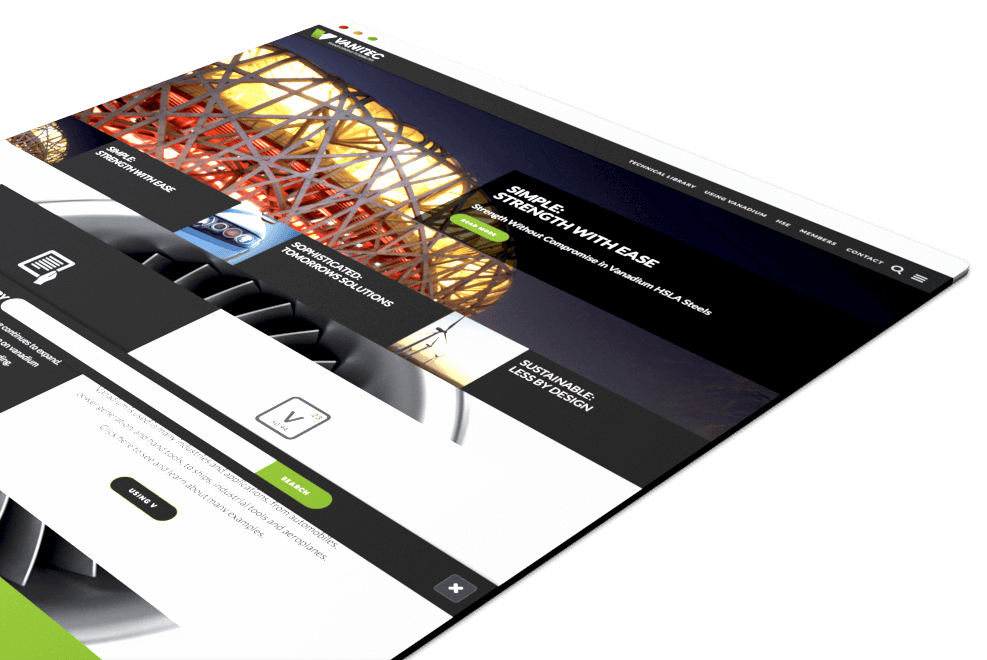 VANITEC
TECHNICAL LIBRARY USING VANADIUM HSE MEMBERS CONTACT
SIMPLE:
STRENGTH WITH EASE
Strength Without Compromise in Vanadium HSLA Steels
READ MORE
SIMPLE:
STRENGTH WITH EASE
SOPHISTICATED:
TOMORROWS SOLUTIONS
SUSTAINABLE:
LESS BY DESIGN
continues to expand.
on vanadium
V
23
50.94
Vanadium is used in many industries and applications, from automobiles,
power generation, and hand tools, to ships, industrial tools and aeroplanes.
Click here to see and learn about many examples.
USING V
SEARCH